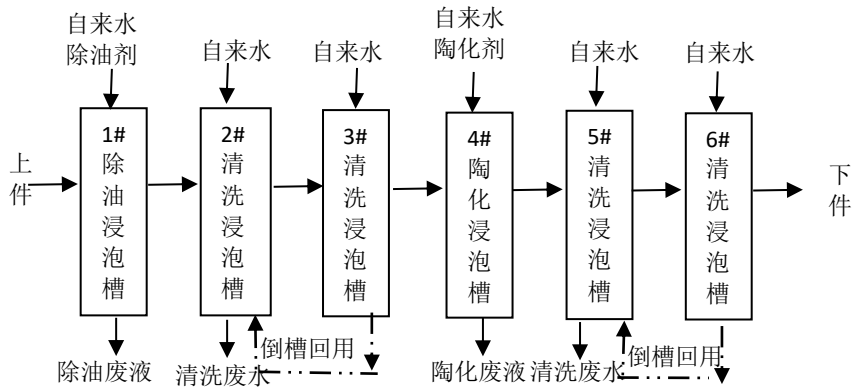 自来水
除油剂
自来水
自来水
自来水
陶化剂
自来水
自来水
上件
1#除油浸泡槽
2#清洗浸泡槽
3#清洗浸泡槽
4#陶化浸泡槽
5#清洗浸泡槽
6#清洗浸泡槽
下件
除油废液
清洗废水
倒槽回用
陶化废液
清洗废水
倒槽回用